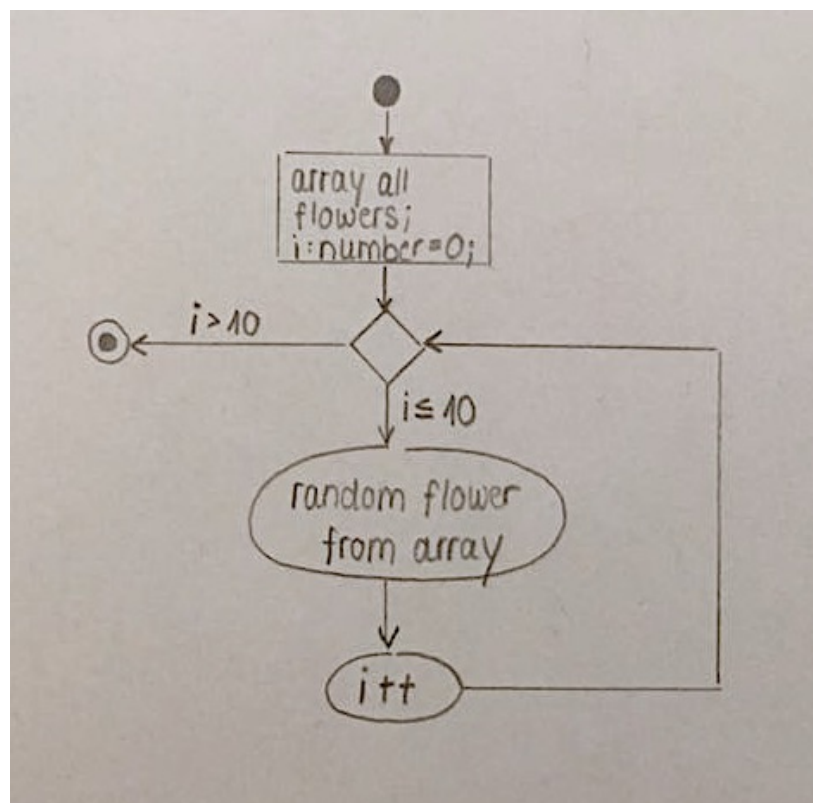 array all
flowers;
i:number=0;
i>10
i≤10
random flower
from array
i++